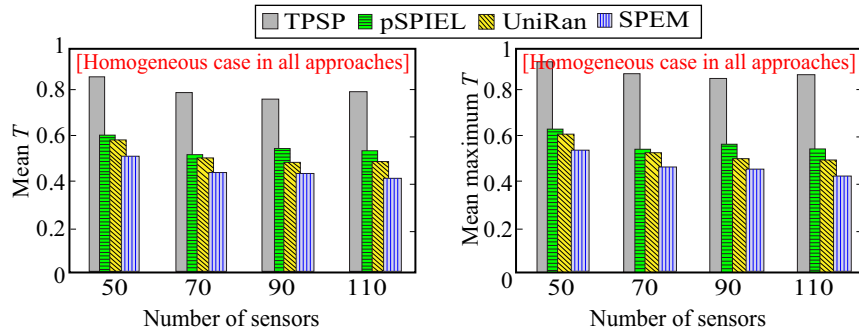 TPSP pSPIEL UniRan SPEM
[Homogeneous case in all approaches]
Mean T
1
0.8
0.6
0.4
0.2
0
50 70 90 110
Number of sensors
[Homogeneous case in all approaches]
Mean maximum T
1
0.8
0.6
0.4
0.2
0
50 70 90 110
Number of sensors